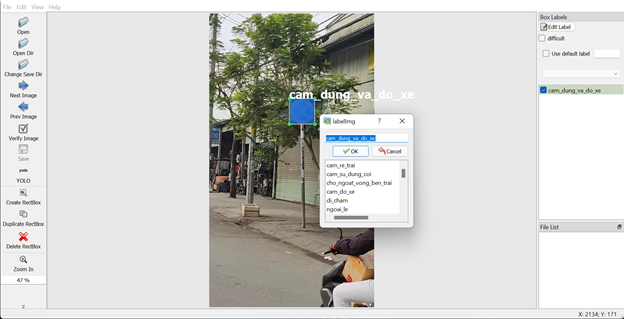 File Edit View Help
Open
Open Dir
Change Save Dir
Next Image
Prev Image
Verify Image
Save
yolo
YOLO
Create RectBox
Duplicate RectBox
Delete RectBox
Zoom In
47 %
cam_dung_va_do_xe
labelImg
cam_dung_va_do_xe
OK Cancel
cam_re_trai
cam_su_dung_coi
cho_ngoat_vong_ben_trai
cam_do_xe
di_cham
ngoai_le
Box Labels
Edit Label
difficult
Use default label
cam_dung_va_do_xe
File List
X: 2134; Y: 171